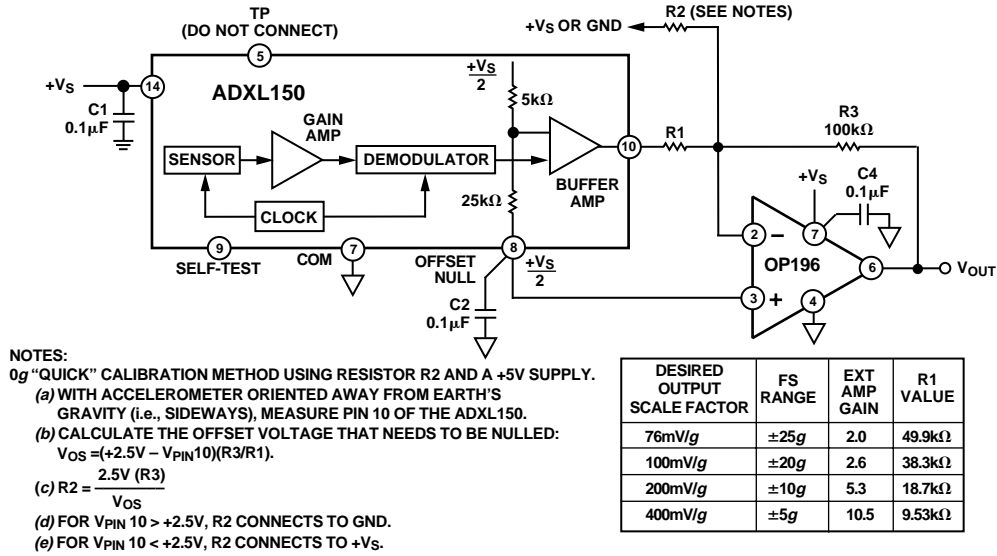 TP
(DO NOT CONNECT)
5
+VS OR GND
R2 (SEE NOTES)
+VS
14
C1
0.1µF
ADXL150
+VS
2
5kΩ
GAIN
AMP
SENSOR
DEMODULATOR
CLOCK
25kΩ
BUFFER
AMP
10
R1
R3
100kΩ
+VS
C4
0.1µF
9
SELF-TEST
COM
7
OFFSET
NULL
8
+VS
2
C2
0.1µF
2
−
7
OP196
3
+
4
6
VOUT
NOTES:
0g “QUICK” CALIBRATION METHOD USING RESISTOR R2 AND A +5V SUPPLY.
(a) WITH ACCELEROMETER ORIENTED AWAY FROM EARTH’S
GRAVITY (i.e., SIDEWAYS), MEASURE PIN 10 OF THE ADXL150.
(b) CALCULATE THE OFFSET VOLTAGE THAT NEEDS TO BE NULLED:
VOS =(+2.5V – VPIN10)(R3/R1).
(c) R2 = 2.5V (R3)
VOS
(d) FOR VPIN 10 > +2.5V, R2 CONNECTS TO GND.
(e) FOR VPIN 10 < +2.5V, R2 CONNECTS TO +VS.
DESIRED OUTPUT SCALE FACTOR FS RANGE EXT AMP GAIN R1 VALUE
76mV/g ±25g 2.0 49.9kΩ
100mV/g ±20g 2.6 38.3kΩ
200mV/g ±10g 5.3 18.7kΩ
400mV/g ±5g 10.5 9.53kΩ